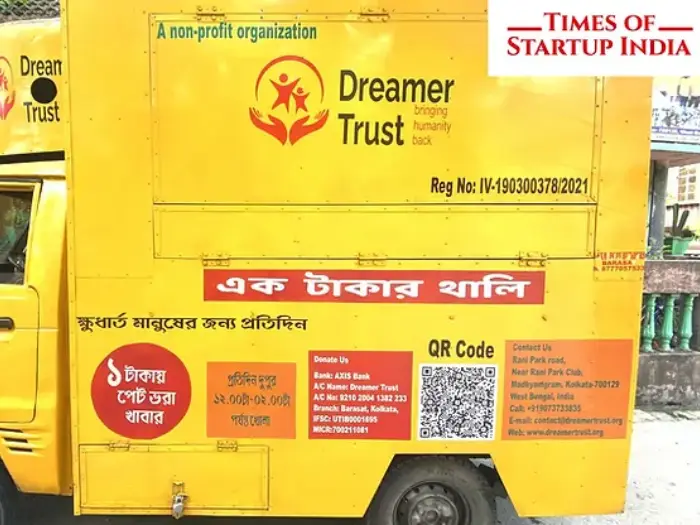 TIMES OF
STARTUP INDIA
A non-profit organization
Dream
Trust
Dreamer
Trust
bringing
humanity
back
Reg No: IV-190300378/2021
এক টাকার থালি
ক্ষুধার্ত মানুষের জন্য প্রতিদিন
১ টাকায়
পেট ভরা
খাবার
প্রতিদিন দুপুর
১২.০০টা-০২.০০টা
পর্যন্ত খোলা
Donate Us
Bank: AXIS Bank
A/C Name: Dreamer Trust
A/C No: 9210 2004 1382 233
Branch: Barasat, Kolkata,
IFSC: UTIB0001695
MICR:700211081
QR Code
Contact Us
Rani Park road,
Near Rani Park Club,
Madhyamgram, Kolkata-700129
West Bengal, India
Call: +919073733835
E-mail: contact@dreamertrust.org
Web: www.dreamertrust.org